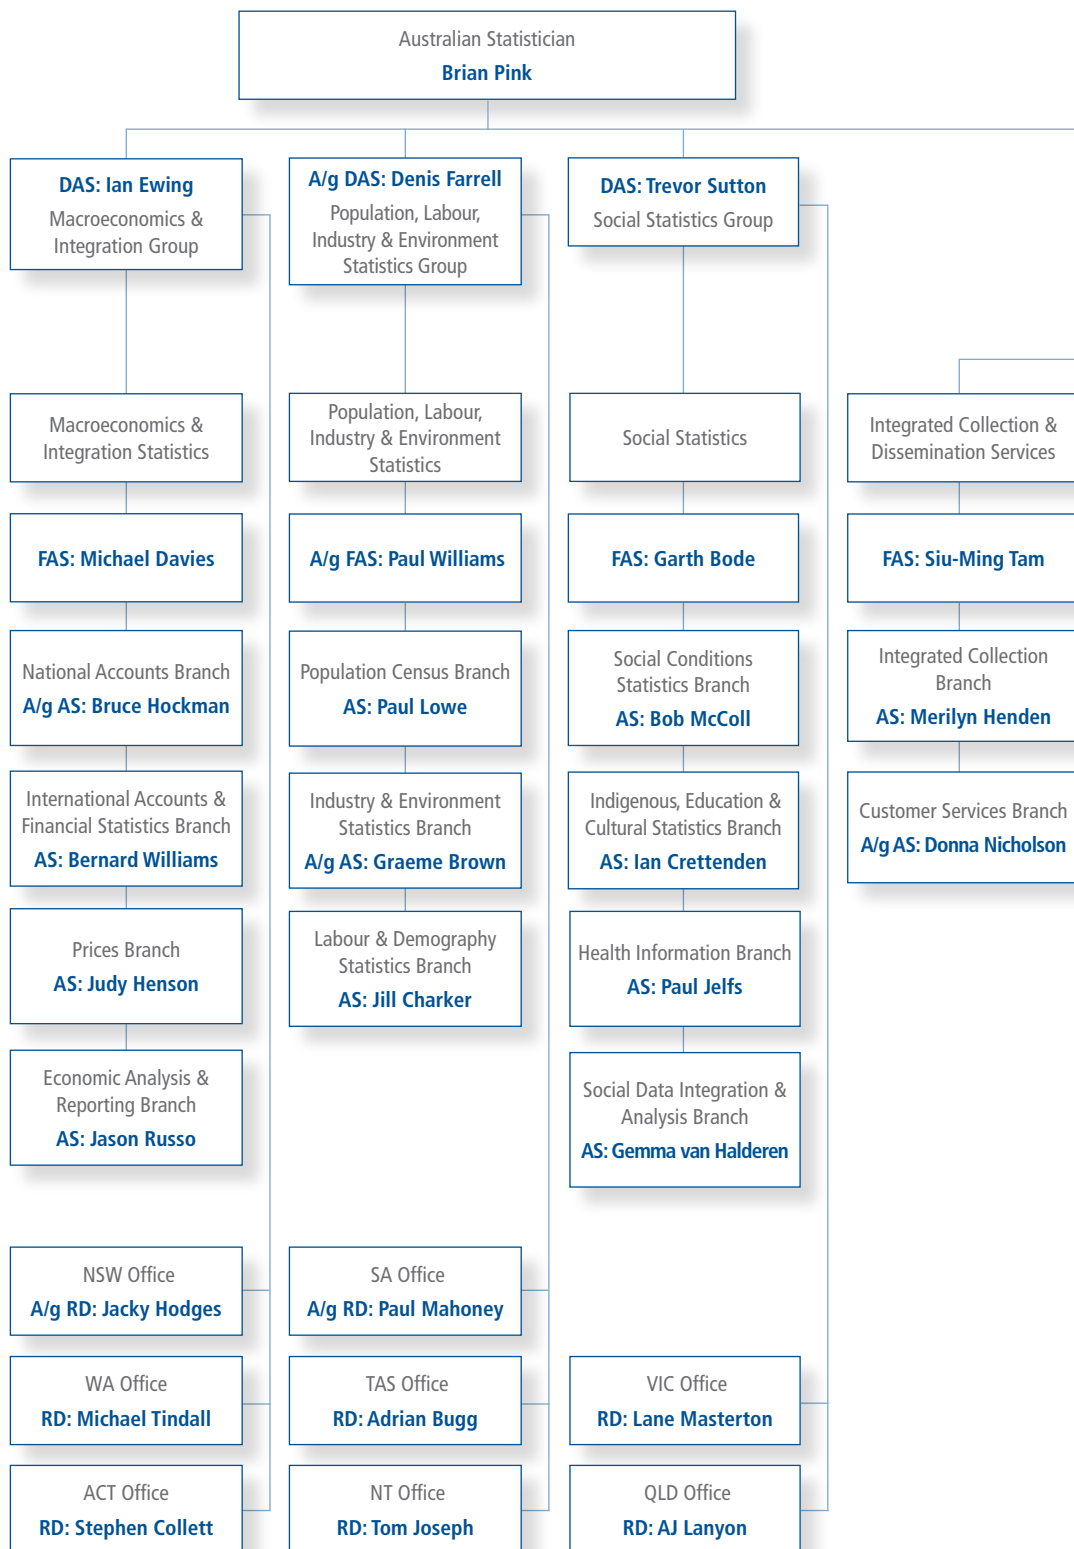 Australian Statistician
Brian Pink
DAS: Ian Ewing
Macroeconomics &
Integration Group
A/g DAS: Denis Farrell
Population, Labour,
Industry & Environment
Statistics Group
DAS: Trevor Sutton
Social Statistics Group
Macroeconomics &
Integration Statistics
Population, Labour,
Industry & Environment
Statistics
Social Statistics
Integrated Collection &
Dissemination Services
FAS: Michael Davies
A/g FAS: Paul Williams
FAS: Garth Bode
FAS: Siu-Ming Tam
National Accounts Branch
A/g AS: Bruce Hockman
Population Census Branch
AS: Paul Lowe
Social Conditions
Statistics Branch
AS: Bob McColl
Integrated Collection
Branch
AS: Merilyn Henden
International Accounts &
Financial Statistics Branch
AS: Bernard Williams
Industry & Environment
Statistics Branch
A/g AS: Graeme Brown
Indigenous, Education &
Cultural Statistics Branch
AS: Ian Crettenden
Customer Services Branch
A/g AS: Donna Nicholson
Prices Branch
AS: Judy Henson
Labour & Demography
Statistics Branch
AS: Jill Charker
Health Information Branch
AS: Paul Jelfs
Economic Analysis &
Reporting Branch
AS: Jason Russo
Social Data Integration &
Analysis Branch
AS: Gemma van Halderen
NSW Office
A/g RD: Jacky Hodges
SA Office
A/g RD: Paul Mahoney
WA Office
RD: Michael Tindall
TAS Office
RD: Adrian Bugg
VIC Office
RD: Lane Masterton
ACT Office
RD: Stephen Collett
NT Office
RD: Tom Joseph
QLD Office
RD: AJ Lanyon